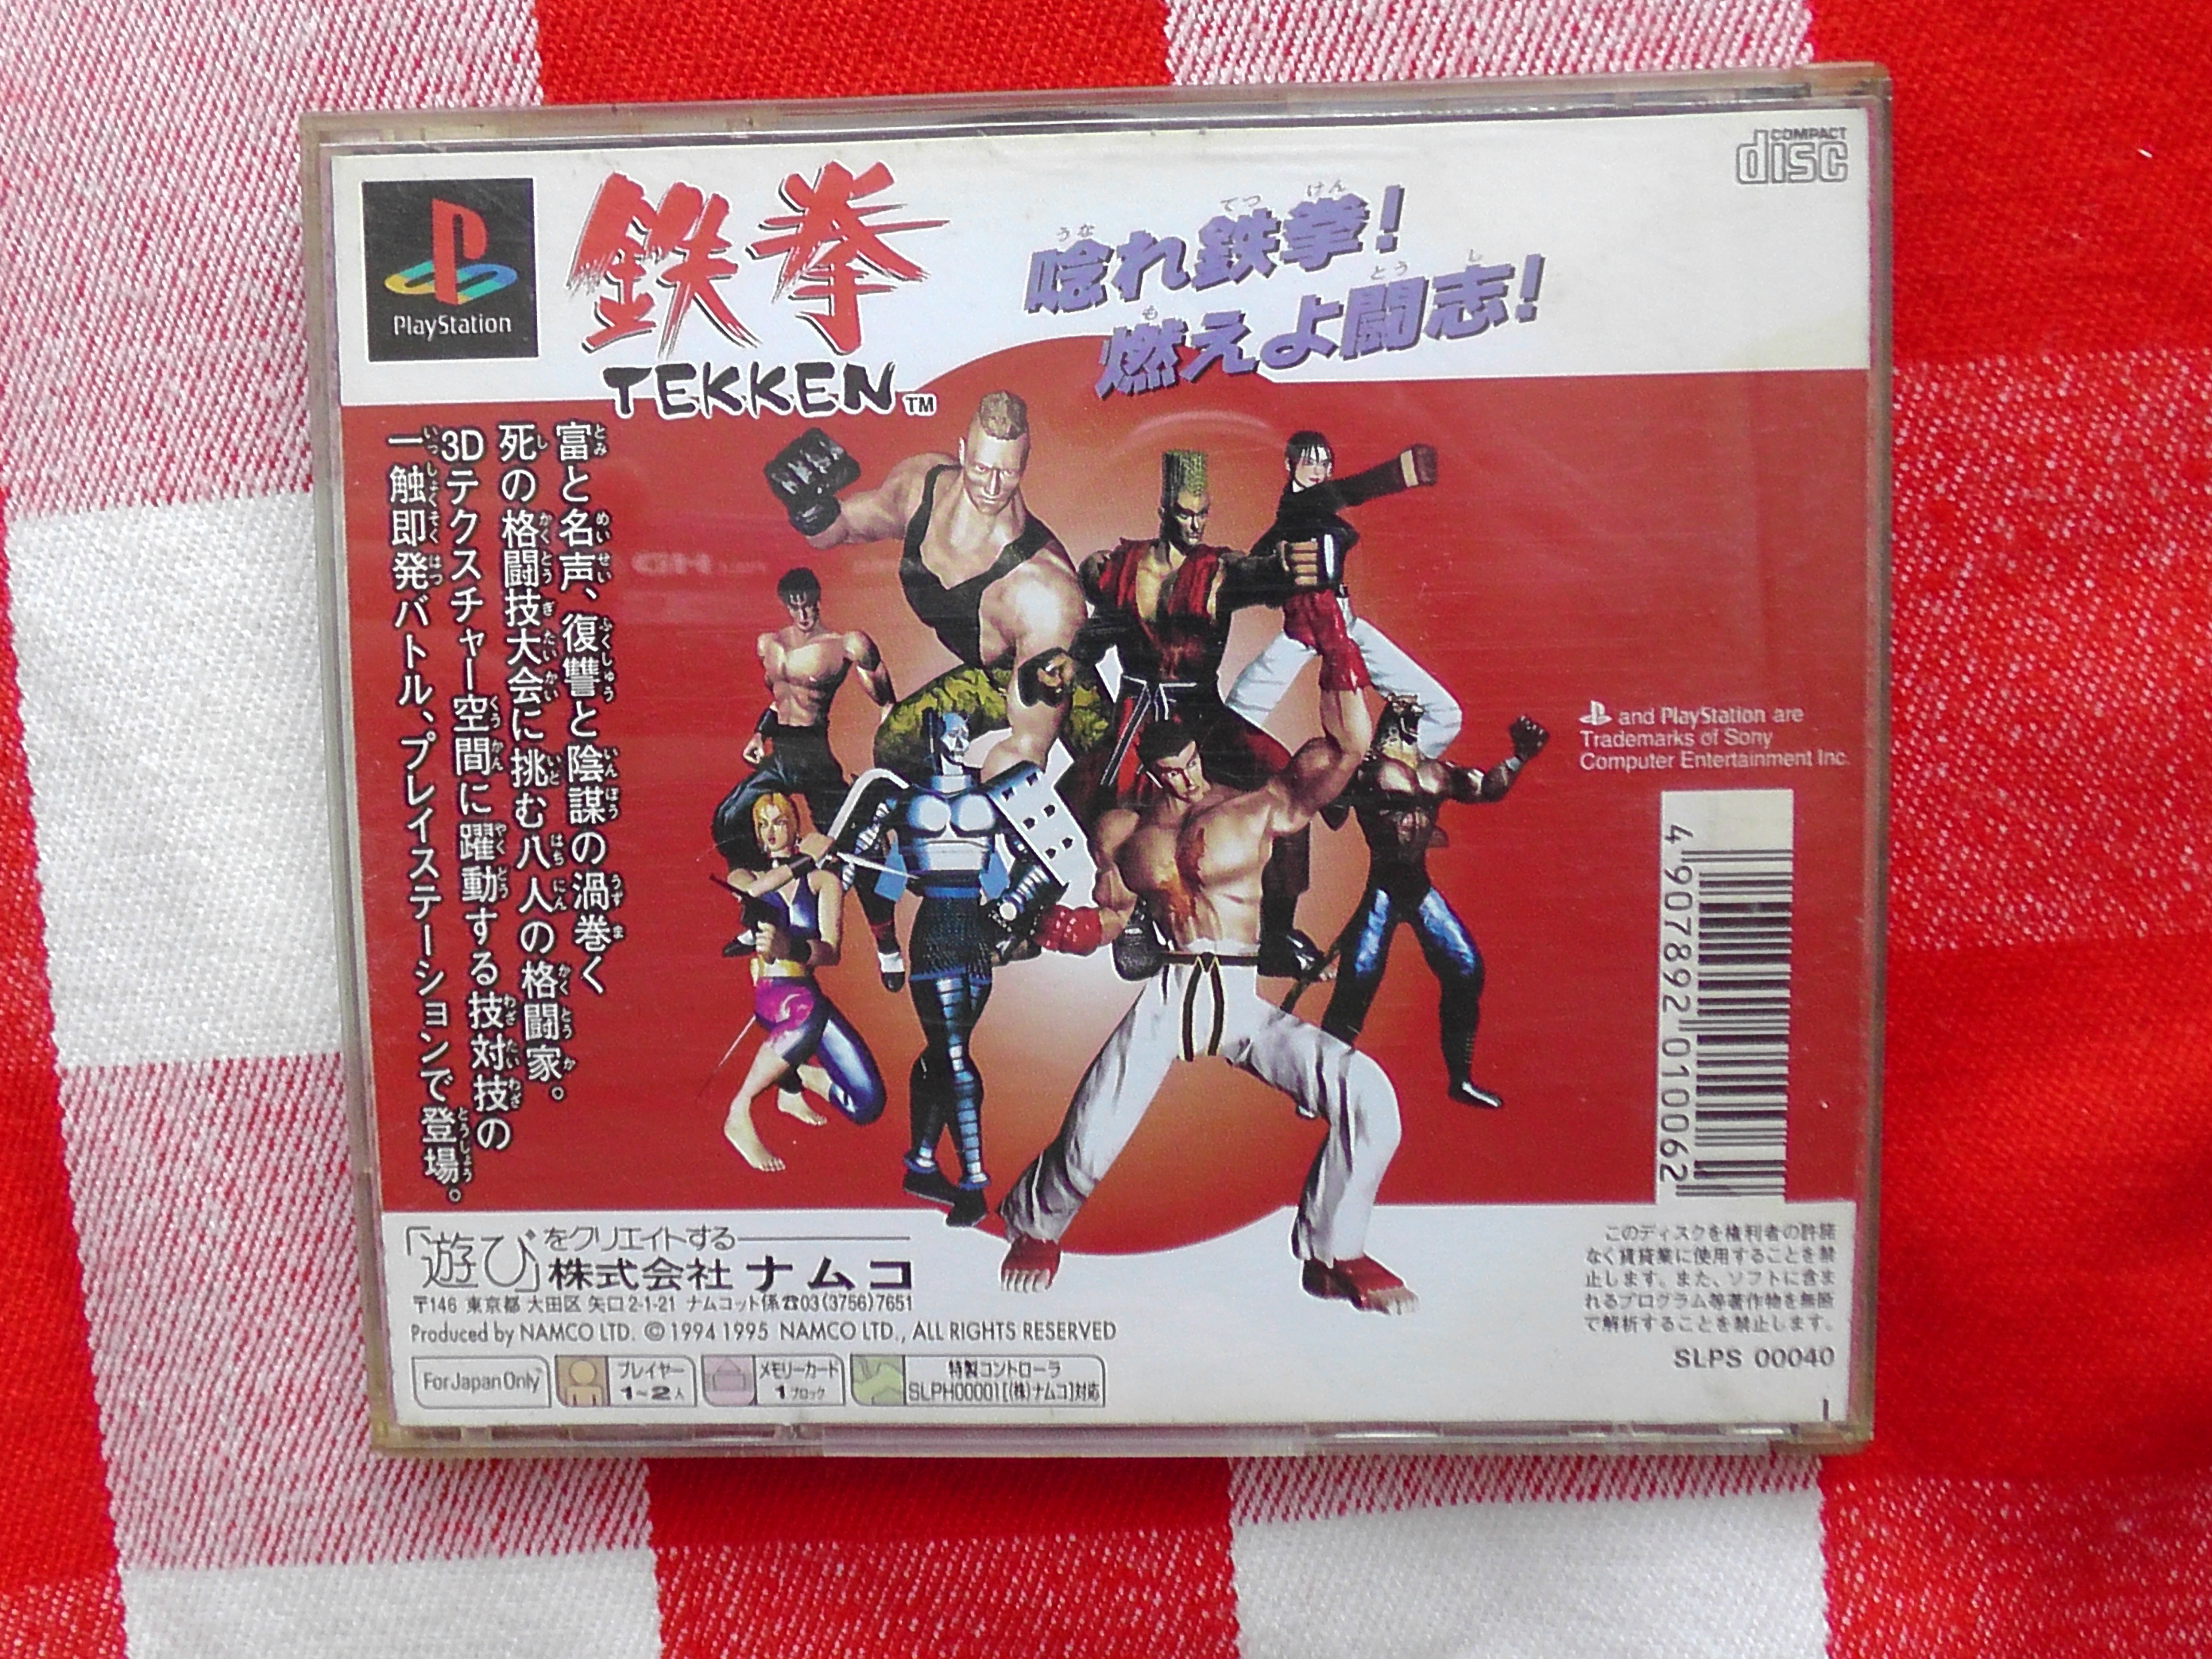 COMPACT
disc
PlayStation
鉄拳
TEKKEN™
唸れ鉄拳!
燃えよ闘志!
富と名声、復讐と陰謀の渦巻く
死の格闘技大会に挑む八人の格闘家。
3Dテクスチャー空間に躍動する技対技の
一触即発バトル、プレイステーションで登場。
and PlayStation are
Trademarks of Sony
Computer Entertainment Inc.
4 907892 010062
「遊び」をクリエイトする
株式会社ナムコ
〒146 東京都 大田区 矢口2-1-21 ナムコット係☎03(3756)7651
Produced by NAMCO LTD. © 1994 1995 NAMCO LTD., ALL RIGHTS RESERVED
For Japan Only
プレイヤー
1~2人
メモリーカード
1ブロック
特製コントローラ
SLPH00001[(株)ナムコ]対応
このディスクを権利者の許諾
なく賃貸業に使用することを禁
止します。また、ソフトに含ま
れるプログラム等著作物を無断
で解析することを禁止します。
SLPS 00040